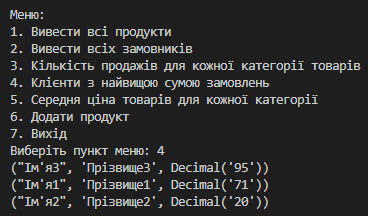 Меню:
1. Вивести всі продукти
2. Вивести всіх замовників
3. Кількість продажів для кожної категорії товарів
4. Клієнти з найвищою сумою замовлень
5. Середня ціна товарів для кожної категорії
6. Додати продукт
7. Вихід
Виберіть пункт меню: 4
("Ім'я3", 'Прізвище3', Decimal('95'))
("Ім'я1", 'Прізвище1', Decimal('71'))
("Ім'я2", 'Прізвище2', Decimal('20'))